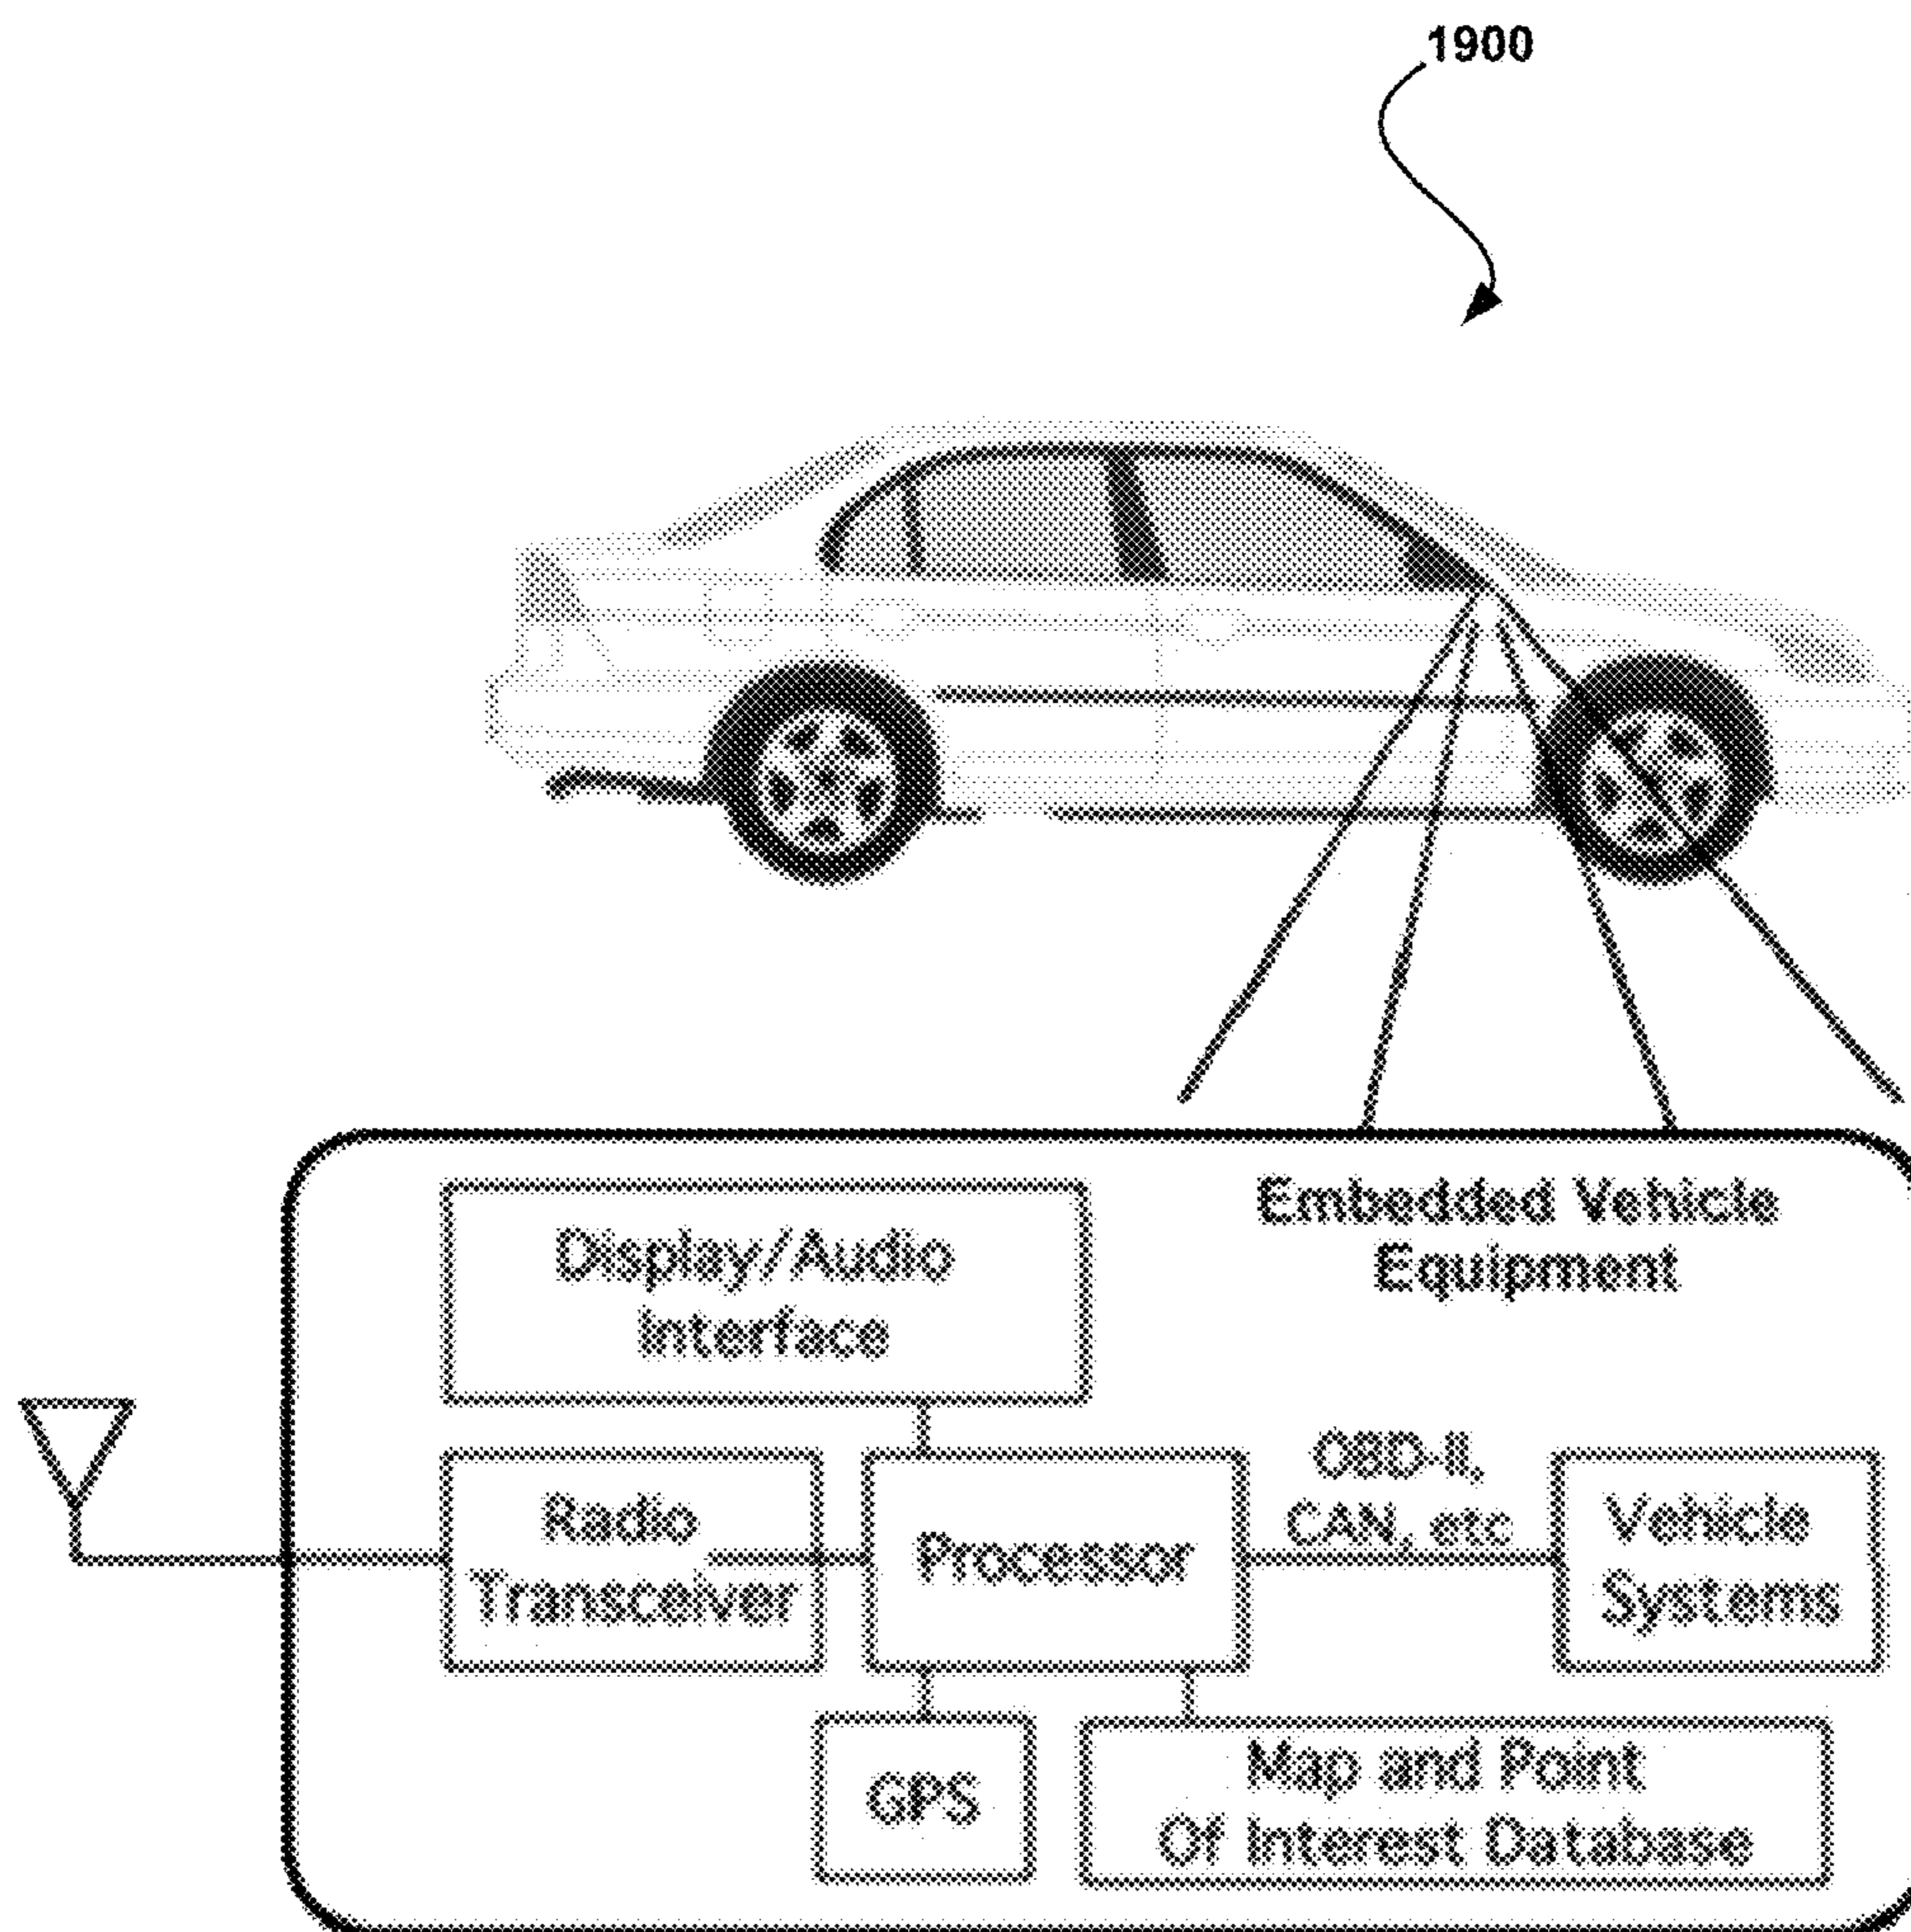 1900
Embedded Vehicle
Equipment
Display/Audio
Interface
Radio
Transceiver
Processor
OBD-II,
CAN, etc
Vehicle
Systems
GPS
Map and Point
Of Interest Database